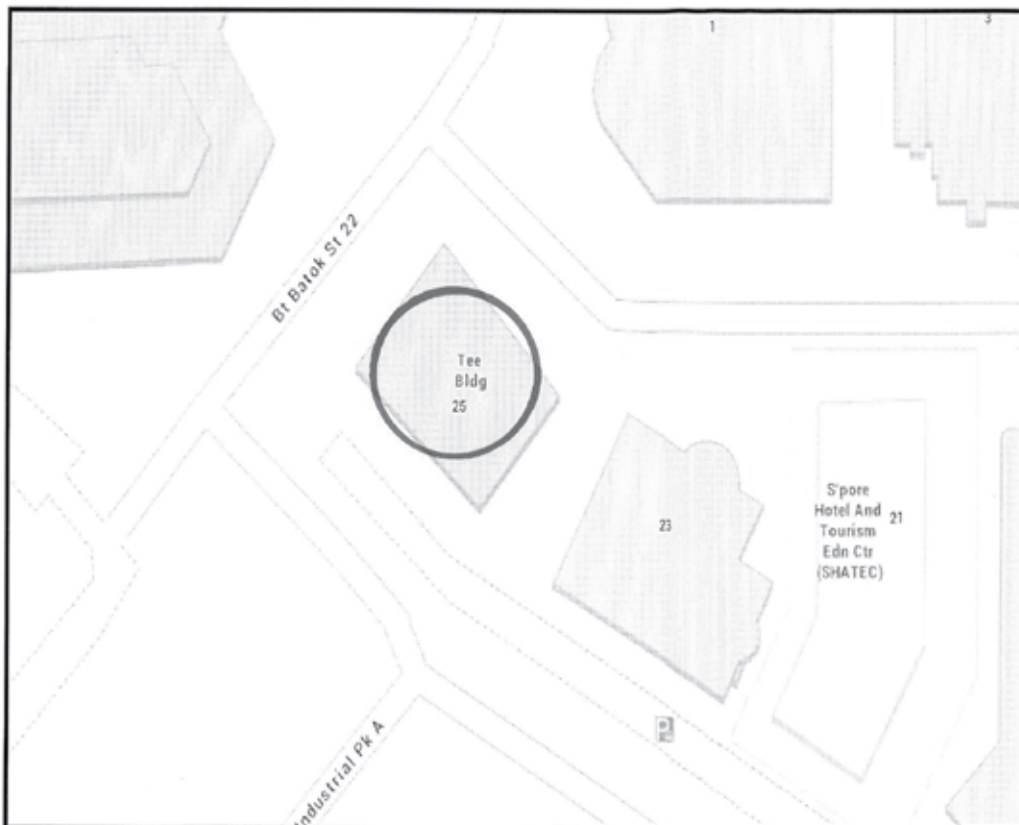 1
3
Bt Batok St 22
Tee
Bldg
25
23
S'pore
Hotel And
Tourism
Edn Ctr
(SHATEC)
21
P
Industrial Pk A